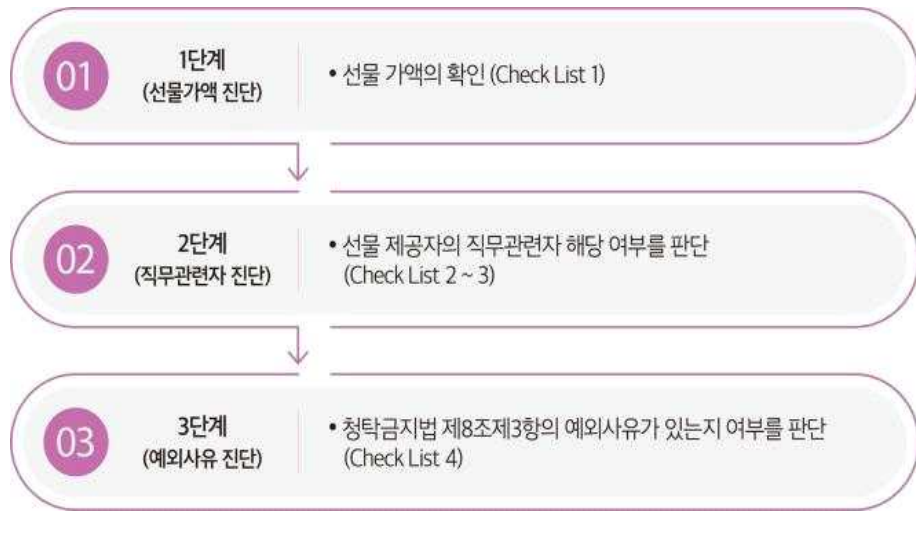 01
1단계
(선물가액 진단)
• 선물 가액의 확인 (Check List 1)
02
2단계
(직무관련자 진단)
• 선물 제공자의 직무관련자 해당 여부를 판단
(Check List 2 ~ 3)
03
3단계
(예외사유 진단)
• 청탁금지법 제8조제3항의 예외사유가 있는지 여부를 판단
(Check List 4)